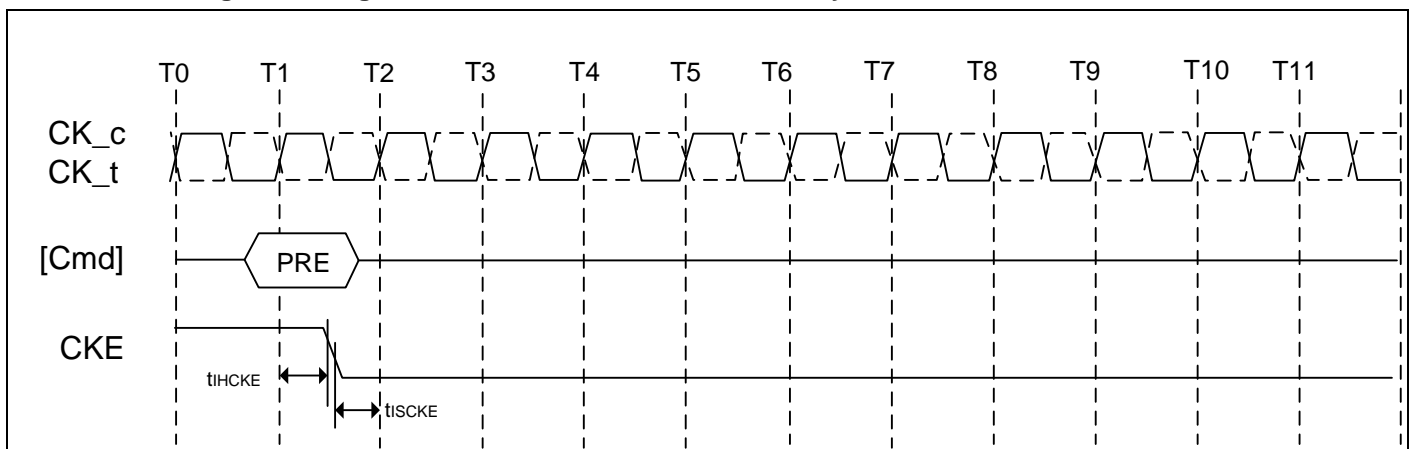 T0 T1 T2 T3 T4 T5 T6 T7 T8 T9 T10 T11
CK_c
CK_t
[Cmd] PRE
CKE
tIHCKE
tISCKE